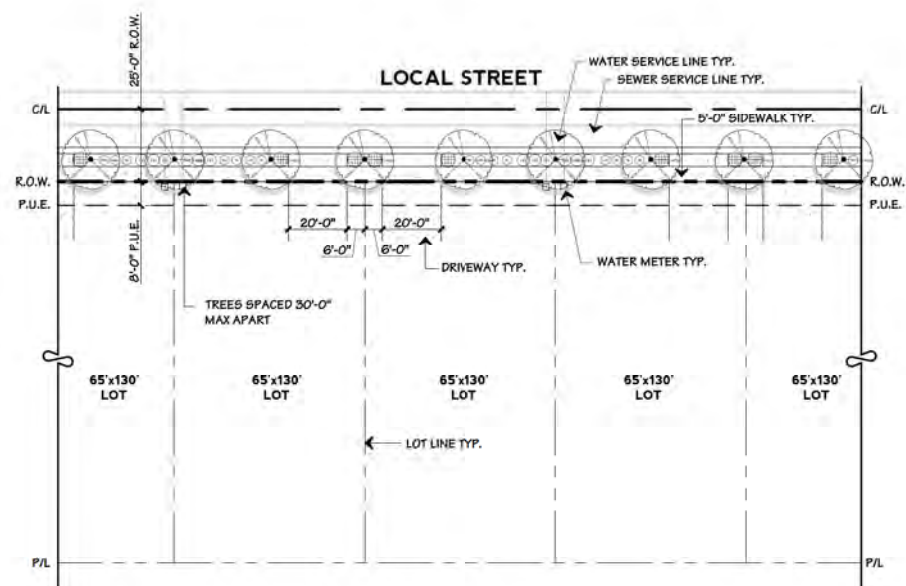 25'-0" R.O.W.
LOCAL STREET
WATER SERVICE LINE TYP.
SEWER SERVICE LINE TYP.
C/L
5'-0" SIDEWALK TYP.
C/L
R.O.W.
R.O.W.
P.U.E.
P.U.E.
8'-0" P.U.E.
20'-0"
20'-0"
6'-0"
6'-0"
DRIVEWAY TYP.
WATER METER TYP.
TREES SPACED 30'-0"
MAX APART
65'x130'
LOT
65'x130'
LOT
65'x130'
LOT
65'x130'
LOT
65'x130'
LOT
LOT LINE TYP.
P/L
P/L